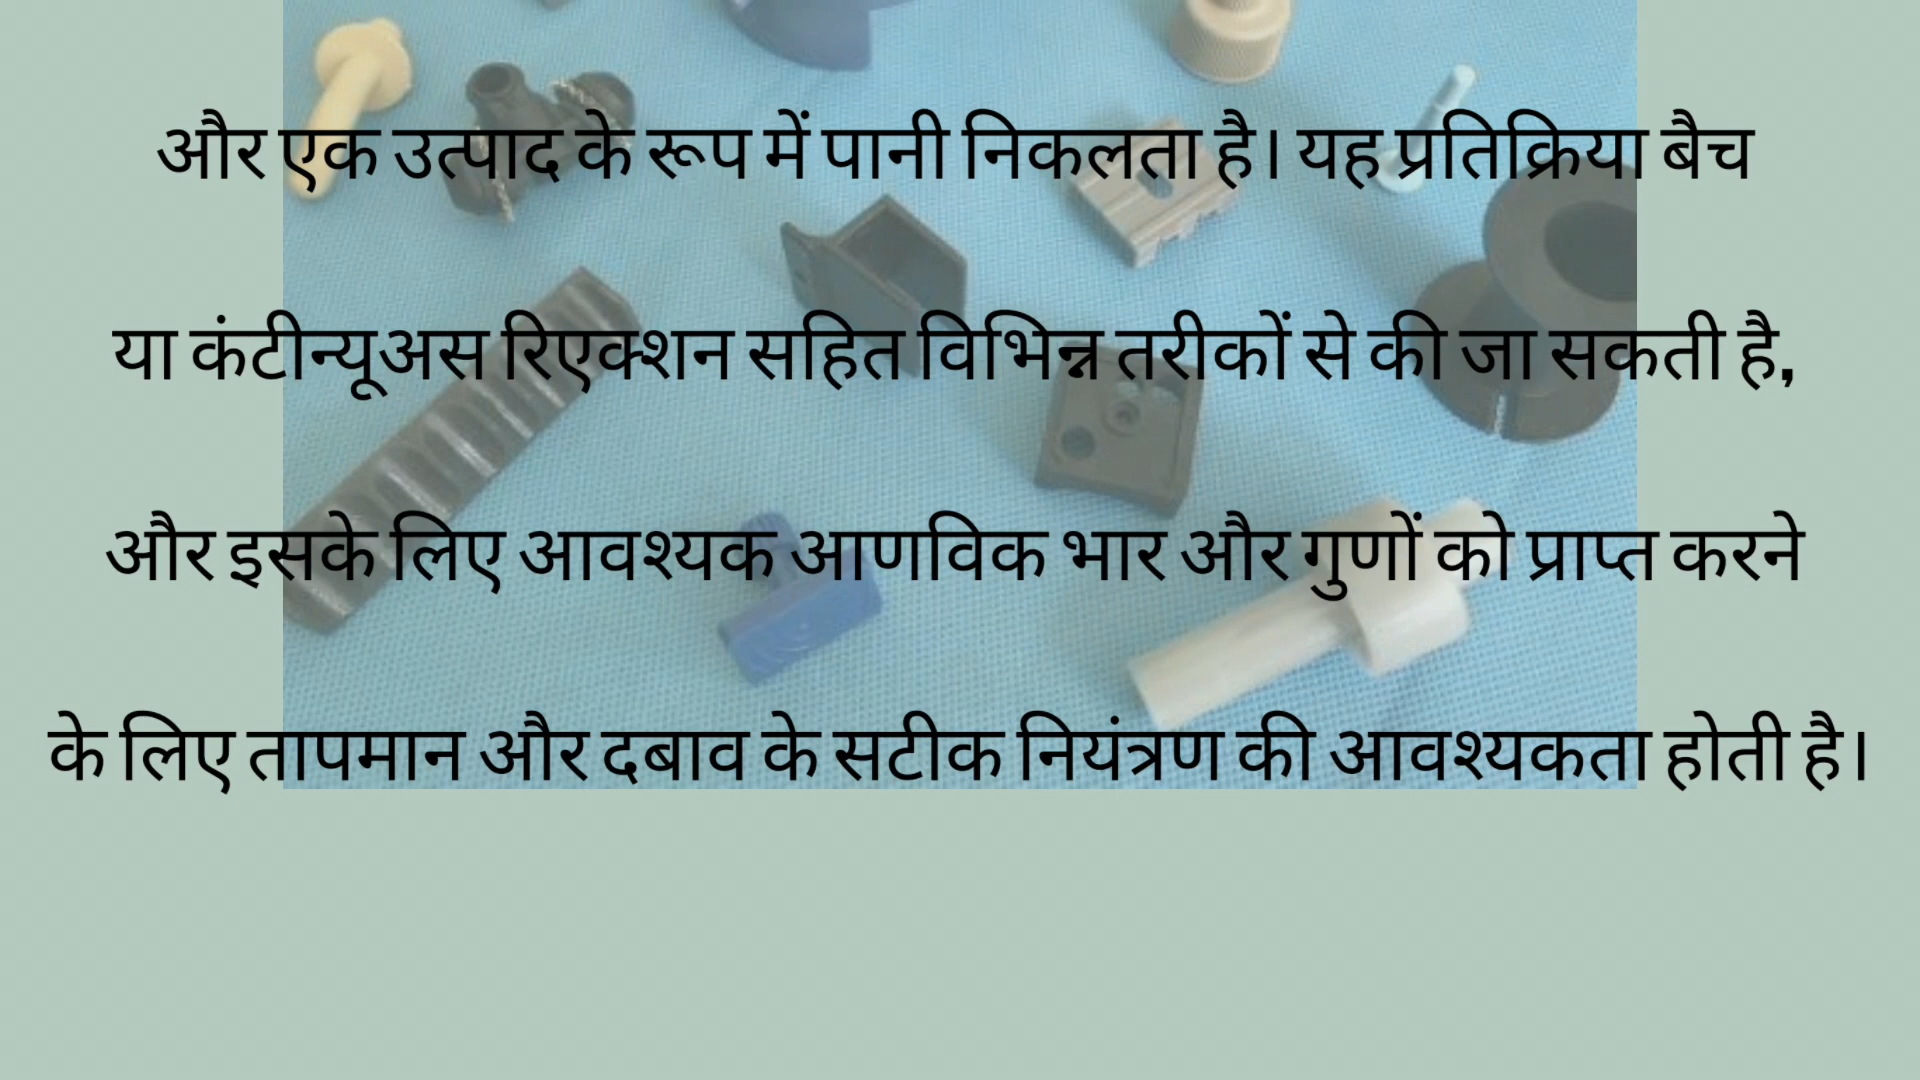 और एक उत्पाद के रूप में पानी निकलता है। यह प्रतिक्रिया बैच
या कंटीन्यूअस रिएक्शन सहित विभिन्न तरीकों से की जा सकती है,
और इसके लिए आवश्यक आणविक भार और गुणों को प्राप्त करने
के लिए तापमान और दबाव के सटीक नियंत्रण की आवश्यकता होती है।